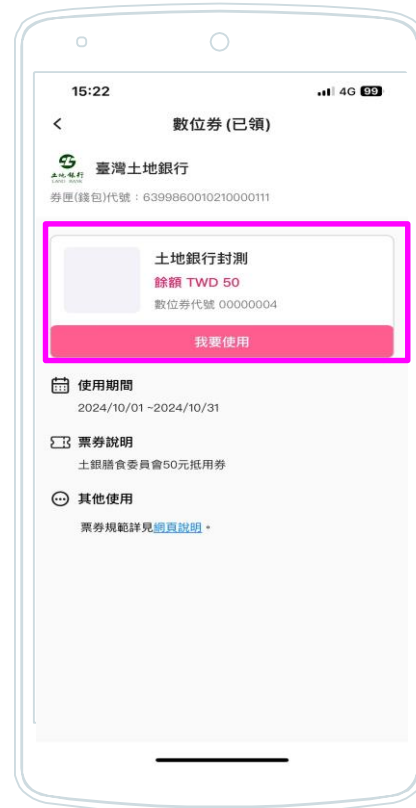 15:22
4G 99
數位券 (已領)
土地銀行
LAND BANK
臺灣土地銀行
券匣(錢包)代號：6399860010210000111
土地銀行封測
餘額 TWD 50
數位券代號 00000004
我要使用
使用期間
2024/10/01 ~2024/10/31
票券說明
土銀膳食委員會50元抵用券
其他使用
票券規範詳見網頁說明。